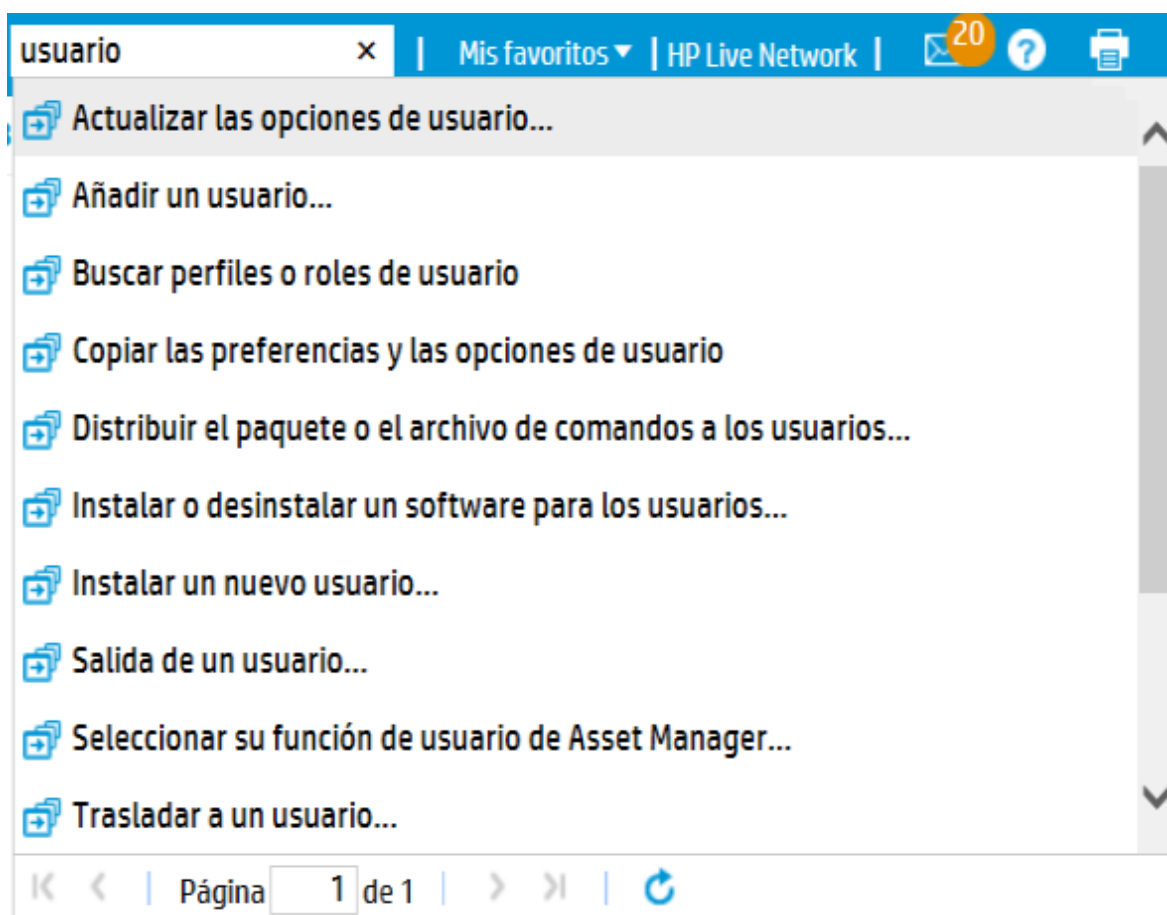 usuario × | Mis favoritos ▼ | HP Live Network | 20 ?
Actualizar las opciones de usuario...
Añadir un usuario...
Buscar perfiles o roles de usuario
Copiar las preferencias y las opciones de usuario
Distribuir el paquete o el archivo de comandos a los usuarios...
Instalar o desinstalar un software para los usuarios...
Instalar un nuevo usuario...
Salida de un usuario...
Seleccionar su función de usuario de Asset Manager...
Trasladar a un usuario...
Página 1 de 1